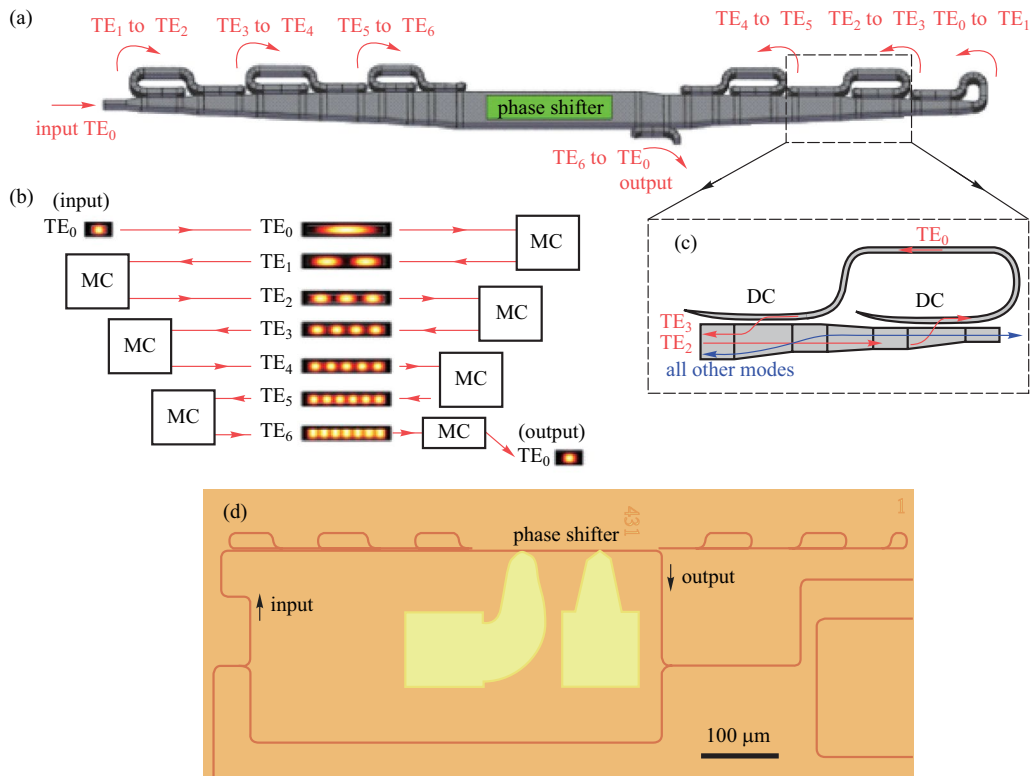 (a)
TE1 to TE2
TE3 to TE4
TE5 to TE6
TE4 to TE5
TE2 to TE3
TE0 to TE1
input TE0
phase shifter
TE6 to TE0
output
(b)
(input)
TE0
TE0
MC
TE1
MC
TE2
MC
TE3
MC
TE4
MC
TE5
MC
TE6
MC
(output)
TE0
(c)
TE0
DC
DC
TE3
TE2
all other modes
(d)
431
1
phase shifter
input
output
100 μm